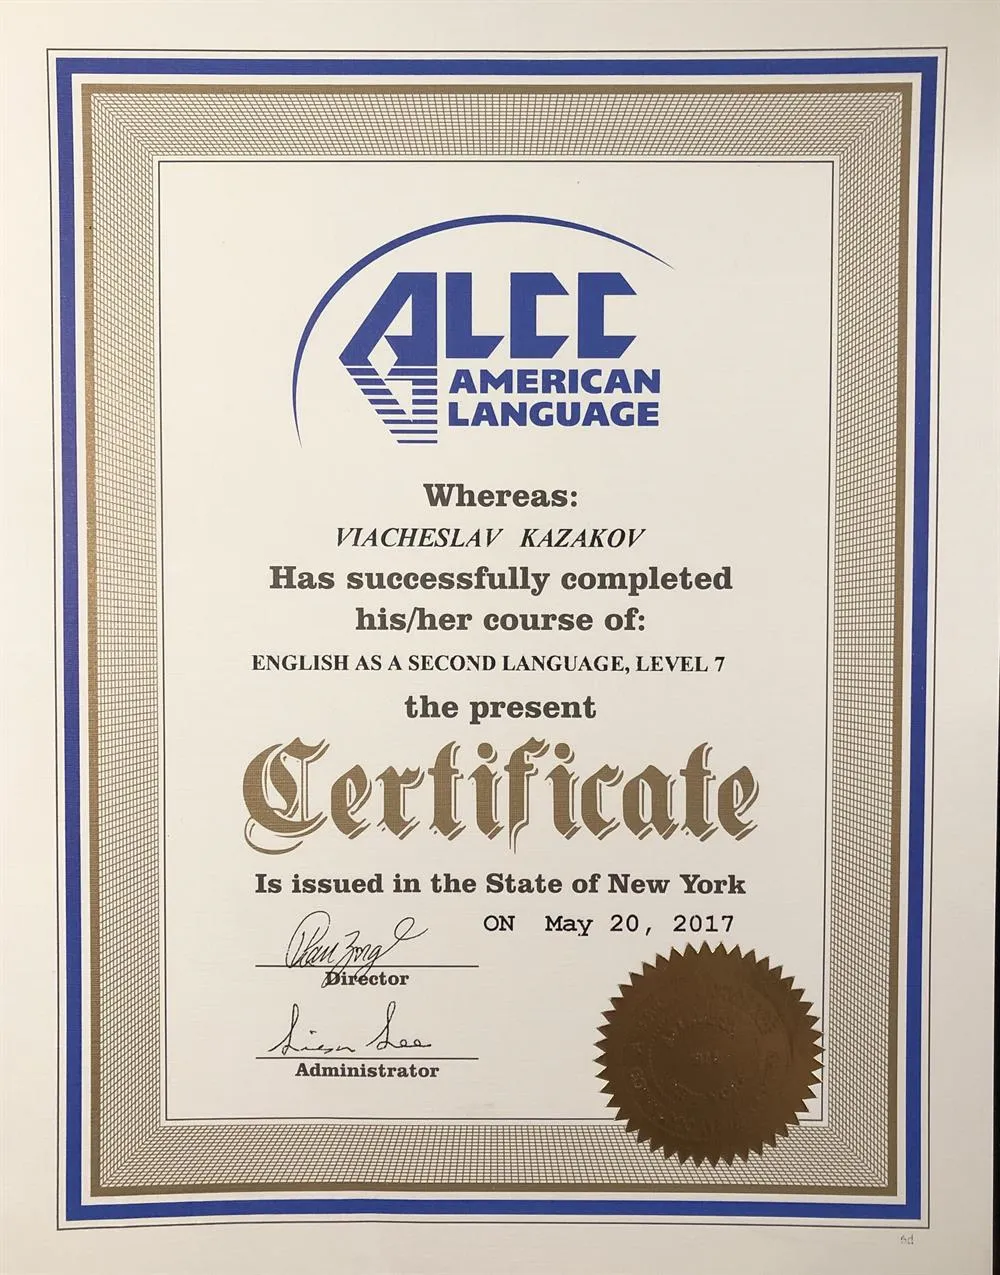 ALCC
AMERICAN
LANGUAGE
Whereas:
VIACHESLAV KAZAKOV
Has successfully completed
his/her course of:
ENGLISH AS A SECOND LANGUAGE, LEVEL 7
the present
Certificate
Is issued in the State of New York
ON May 20, 2017
Director
Administrator